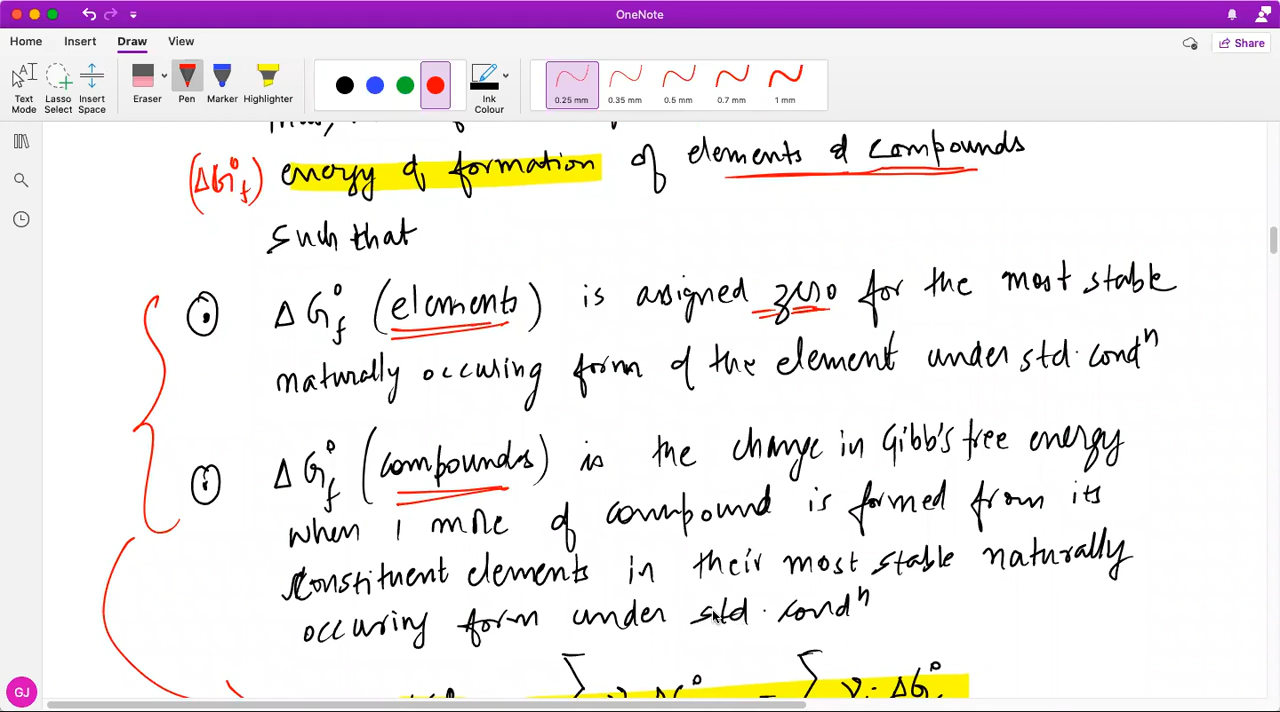 OneNote
Home Insert Draw View
Share
Text Mode
Lasso Select
Insert Space
Eraser
Pen
Marker
Highlighter
Ink Colour
0.25 mm
0.35 mm
0.5 mm
0.7 mm
1 mm
(ΔG°f) energy of formation of elements & compounds
such that
ΔG°f (elements) is assigned zero for the most stable
naturally occuring form of the element under std. condⁿ
ΔG°f (compounds) is the change in Gibb's free energy
when 1 mole of compound is formed from its
constituent elements in their most stable naturally
occuring form under std. condⁿ
GJ